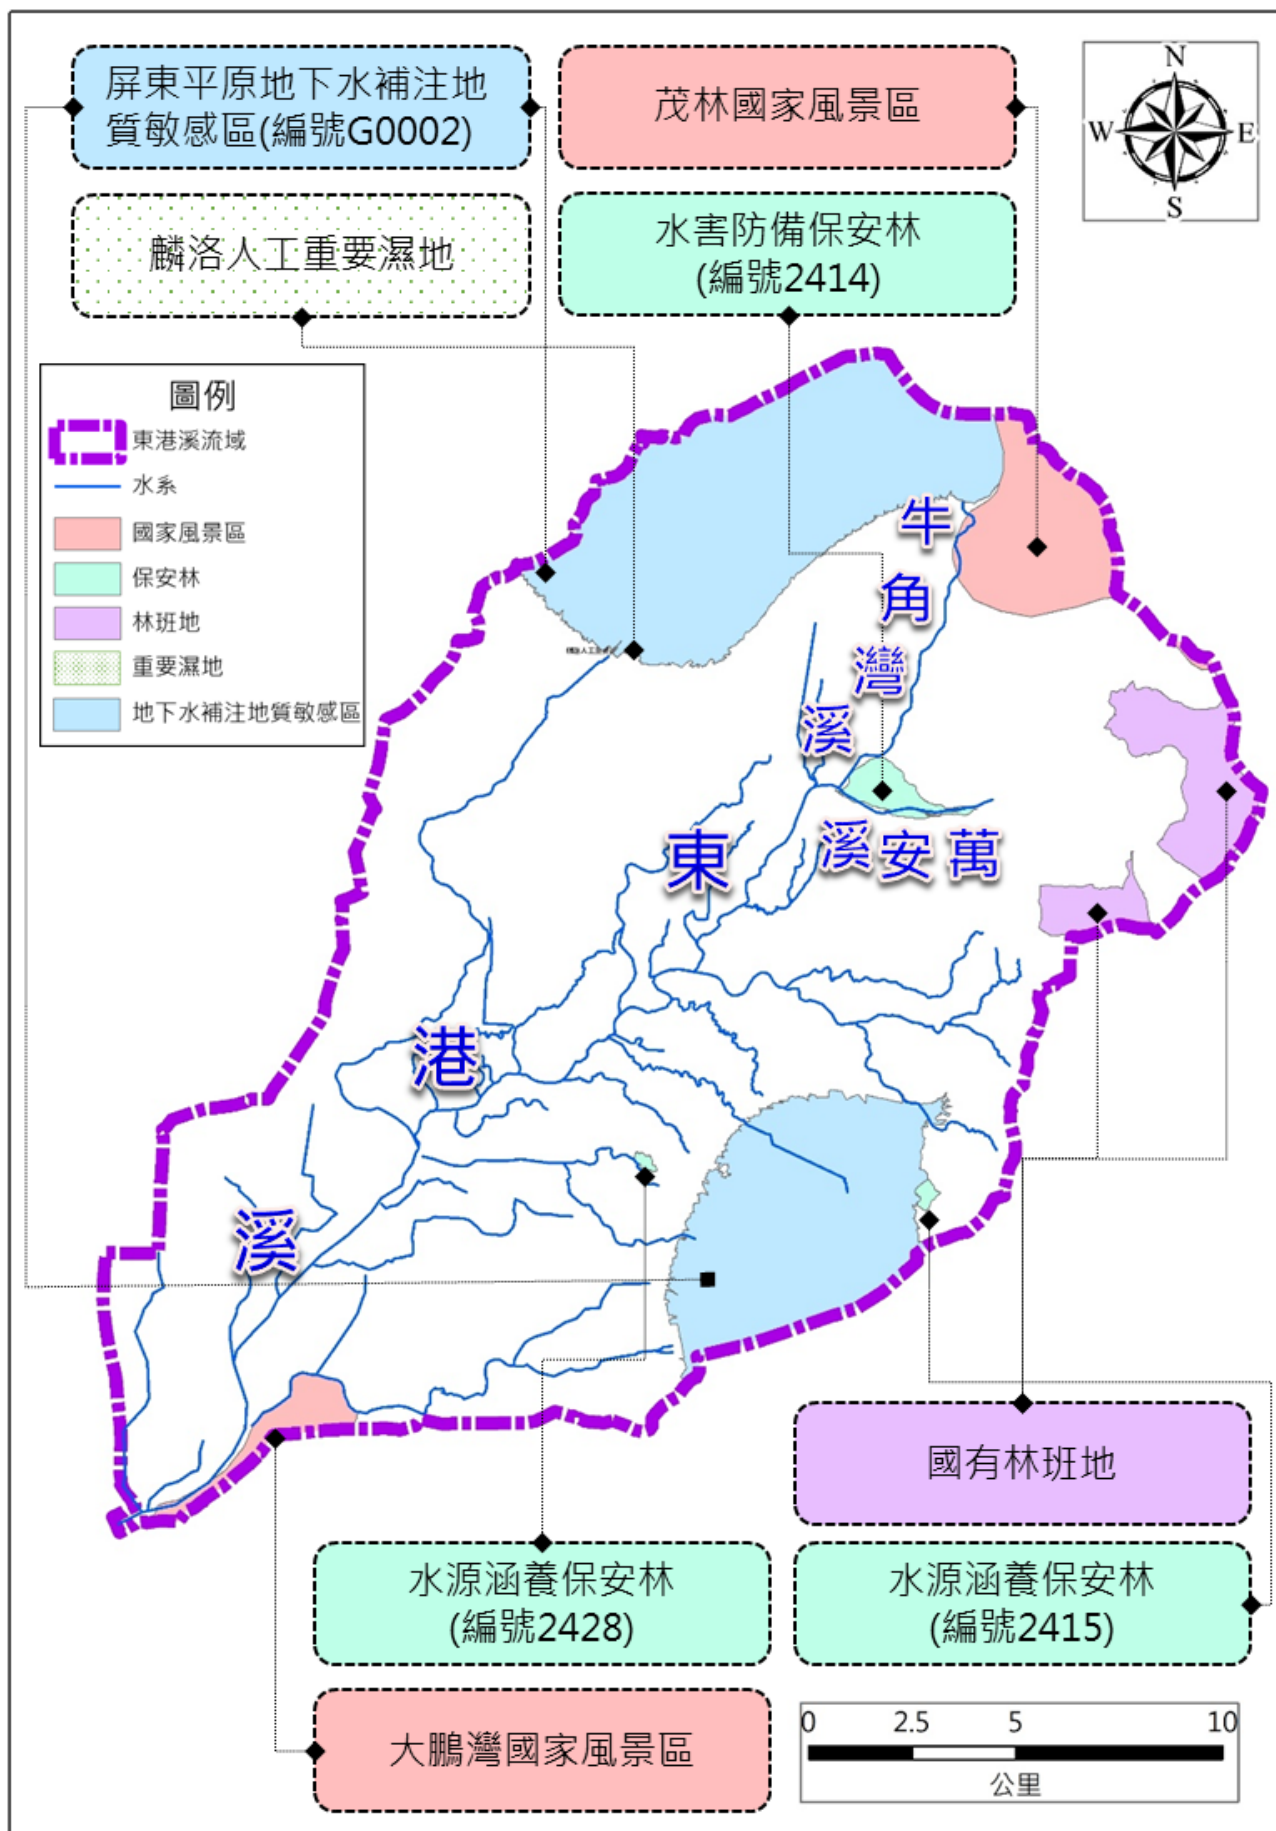 屏東平原地下水補注地
質敏感區(編號G0002)
茂林國家風景區
N
W
E
S
麟洛人工重要濕地
水害防備保安林
(編號2414)
圖例
東港溪流域
水系
國家風景區
保安林
林班地
重要濕地
地下水補注地質敏感區
牛角灣溪
萬安溪
東港溪
國有林班地
水源涵養保安林
(編號2428)
水源涵養保安林
(編號2415)
大鵬灣國家風景區
0 2.5 5 10
公里